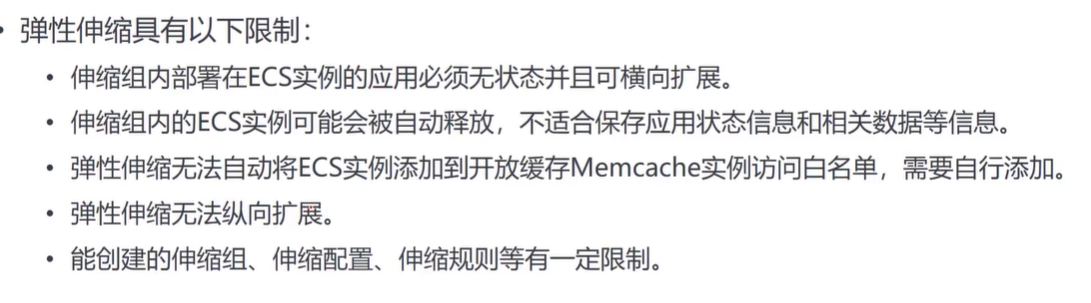 • 弹性伸缩具有以下限制：
• 伸缩组内部署在ECS实例的应用必须无状态并且可横向扩展。
• 伸缩组内的ECS实例可能会被自动释放，不适合保存应用状态信息和相关数据等信息。
• 弹性伸缩无法自动将ECS实例添加到开放缓存Memcache实例访问白名单，需要自行添加。
• 弹性伸缩无法纵向扩展。
• 能创建的伸缩组、伸缩配置、伸缩规则等有一定限制。